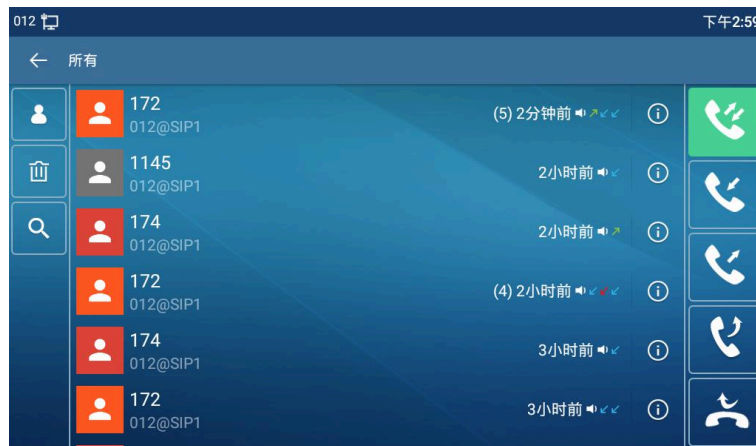 012 下午2:59
所有
172 (5) 2分钟前
012@SIP1
1145 2小时前
012@SIP1
174 2小时前
012@SIP1
172 (4) 2小时前
012@SIP1
174 3小时前
012@SIP1
172 3小时前
012@SIP1